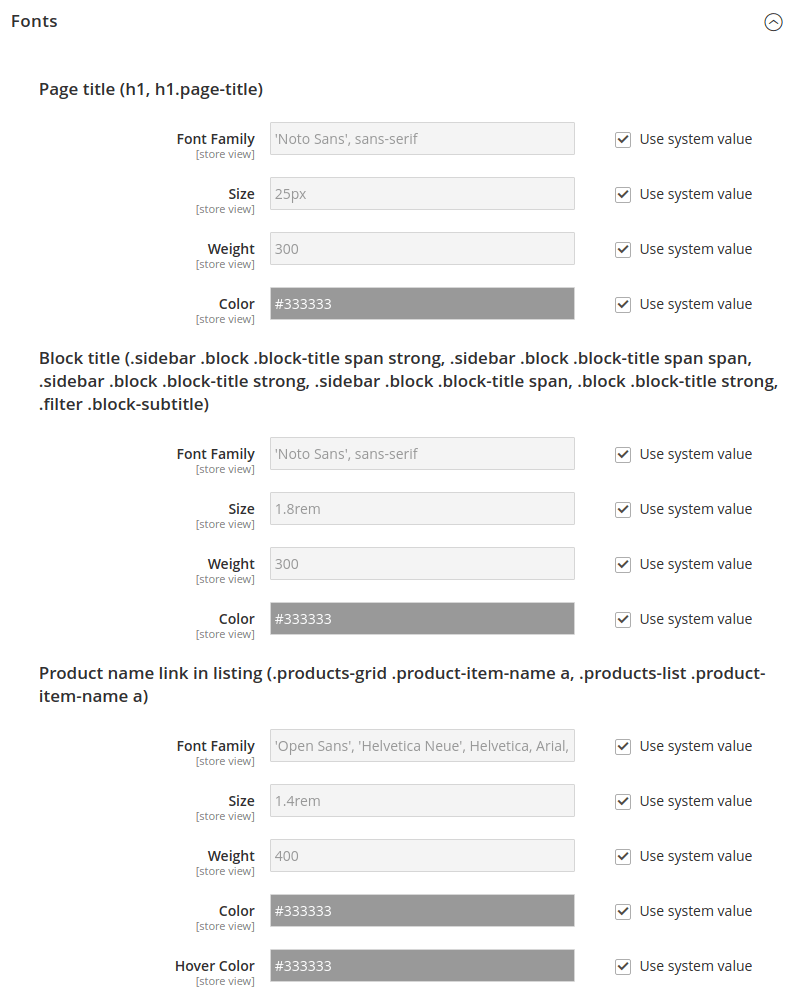 Fonts
Page title (h1, h1.page-title)
Font Family 'Noto Sans', sans-serif Use system value
[store view]
Size 25px Use system value
[store view]
Weight 300 Use system value
[store view]
Color #333333 Use system value
[store view]
Block title (.sidebar .block .block-title span strong, .sidebar .block .block-title span span,
.sidebar .block .block-title strong, .sidebar .block .block-title span, .block .block-title strong,
.filter .block-subtitle)
Font Family 'Noto Sans', sans-serif Use system value
[store view]
Size 1.8rem Use system value
[store view]
Weight 300 Use system value
[store view]
Color #333333 Use system value
[store view]
Product name link in listing (.products-grid .product-item-name a, .products-list .product-
item-name a)
Font Family 'Open Sans', 'Helvetica Neue', Helvetica, Arial, Use system value
[store view]
Size 1.4rem Use system value
[store view]
Weight 400 Use system value
[store view]
Color #333333 Use system value
[store view]
Hover Color #333333 Use system value
[store view]